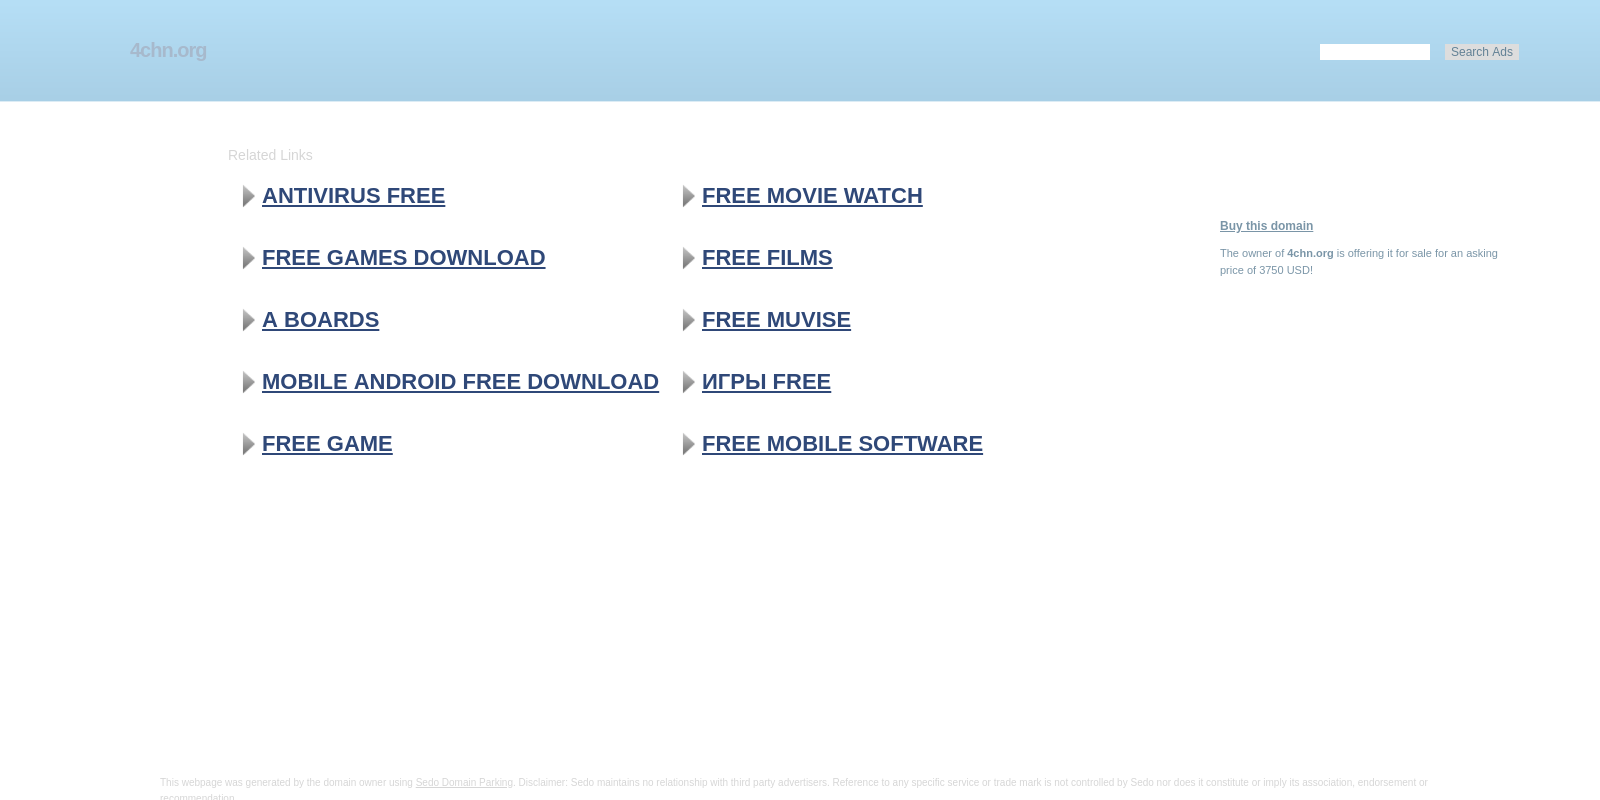 4chn.org
Search Ads
Related Links
ANTIVIRUS FREE
FREE MOVIE WATCH
FREE GAMES DOWNLOAD
FREE FILMS
A BOARDS
FREE MUVISE
MOBILE ANDROID FREE DOWNLOAD
ИГРЫ FREE
FREE GAME
FREE MOBILE SOFTWARE
Buy this domain
The owner of 4chn.org is offering it for sale for an asking
price of 3750 USD!
This webpage was generated by the domain owner using Sedo Domain Parking. Disclaimer: Sedo maintains no relationship with third party advertisers. Reference to any specific service or trade mark is not controlled by Sedo nor does it constitute or imply its association, endorsement or
recommendation.